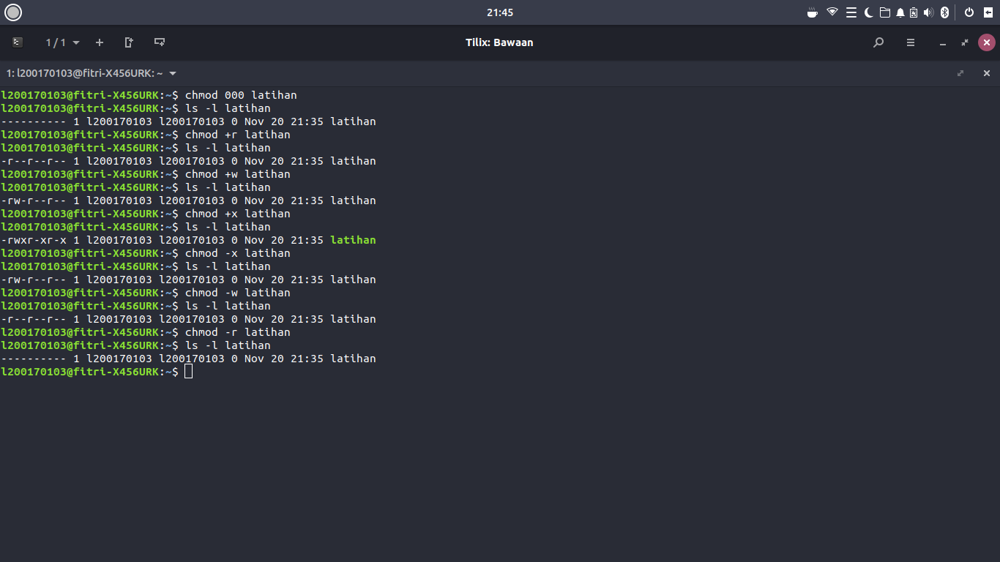 21:45
1 / 1
Tilix: Bawaan
1: l200170103@fitri-X456URK: ~
l200170103@fitri-X456URK:~$ chmod 000 latihan
l200170103@fitri-X456URK:~$ ls -l latihan
---------- 1 l200170103 l200170103 0 Nov 20 21:35 latihan
l200170103@fitri-X456URK:~$ chmod +r latihan
l200170103@fitri-X456URK:~$ ls -l latihan
-r--r--r-- 1 l200170103 l200170103 0 Nov 20 21:35 latihan
l200170103@fitri-X456URK:~$ chmod +w latihan
l200170103@fitri-X456URK:~$ ls -l latihan
-rw-r--r-- 1 l200170103 l200170103 0 Nov 20 21:35 latihan
l200170103@fitri-X456URK:~$ chmod +x latihan
l200170103@fitri-X456URK:~$ ls -l latihan
-rwxr-xr-x 1 l200170103 l200170103 0 Nov 20 21:35 latihan
l200170103@fitri-X456URK:~$ chmod -x latihan
l200170103@fitri-X456URK:~$ ls -l latihan
-rw-r--r-- 1 l200170103 l200170103 0 Nov 20 21:35 latihan
l200170103@fitri-X456URK:~$ chmod -w latihan
l200170103@fitri-X456URK:~$ ls -l latihan
-r--r--r-- 1 l200170103 l200170103 0 Nov 20 21:35 latihan
l200170103@fitri-X456URK:~$ chmod -r latihan
l200170103@fitri-X456URK:~$ ls -l latihan
---------- 1 l200170103 l200170103 0 Nov 20 21:35 latihan
l200170103@fitri-X456URK:~$